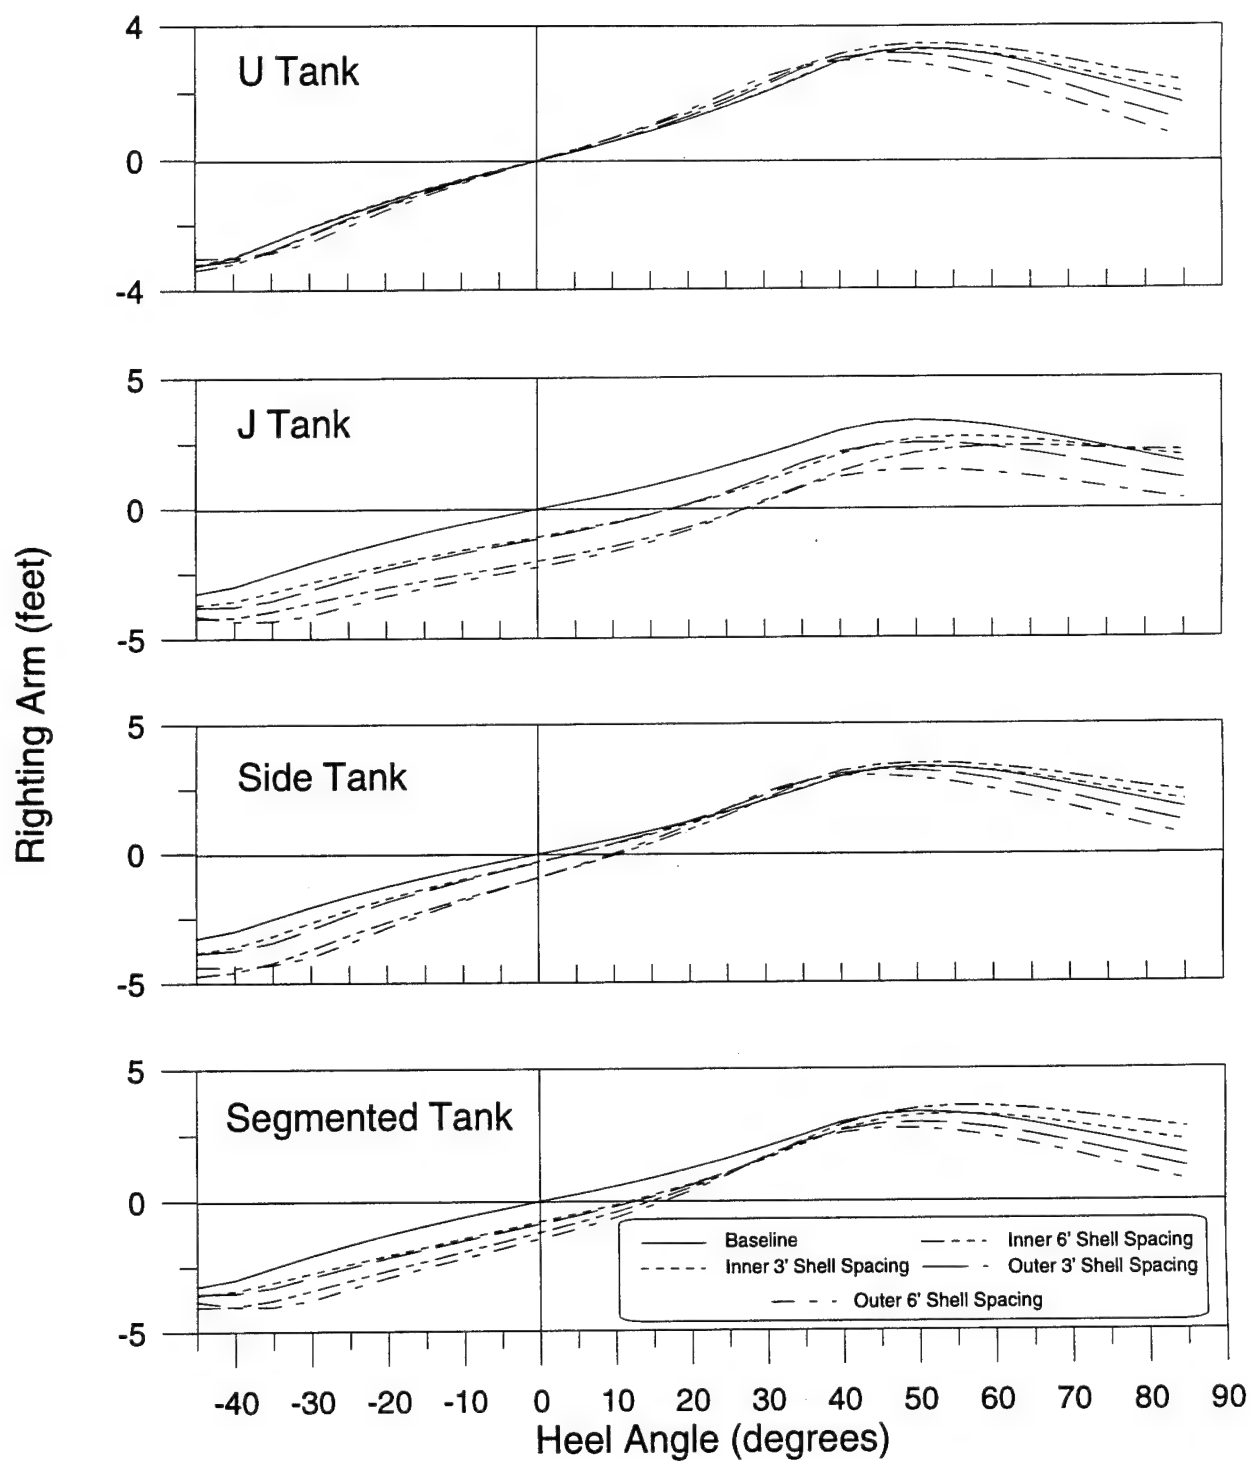 4
U Tank
0
-4
5
J Tank
0
-5
Righting Arm (feet)
5
Side Tank
0
-5
5
Segmented Tank
0
Baseline
Inner 6' Shell Spacing
Inner 3' Shell Spacing
Outer 3' Shell Spacing
Outer 6' Shell Spacing
-5
-40 -30 -20 -10 0 10 20 30 40 50 60 70 80 90
Heel Angle (degrees)